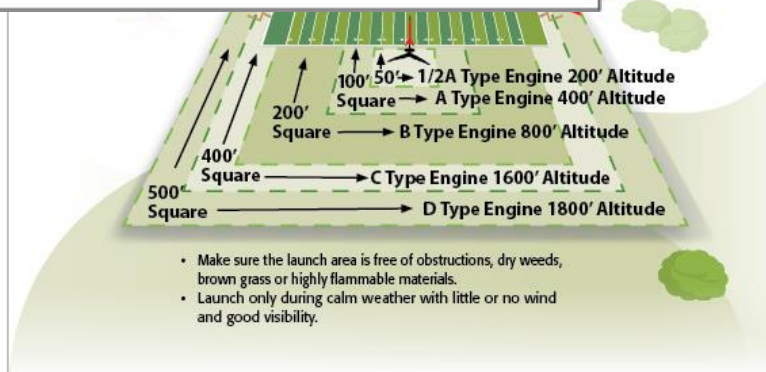 50' → 1/2A Type Engine 200' Altitude
100'
Square → A Type Engine 400' Altitude
200'
Square → B Type Engine 800' Altitude
400'
Square → C Type Engine 1600' Altitude
500'
Square → D Type Engine 1800' Altitude
• Make sure the launch area is free of obstructions, dry weeds,
brown grass or highly flammable materials.
• Launch only during calm weather with little or no wind
and good visibility.